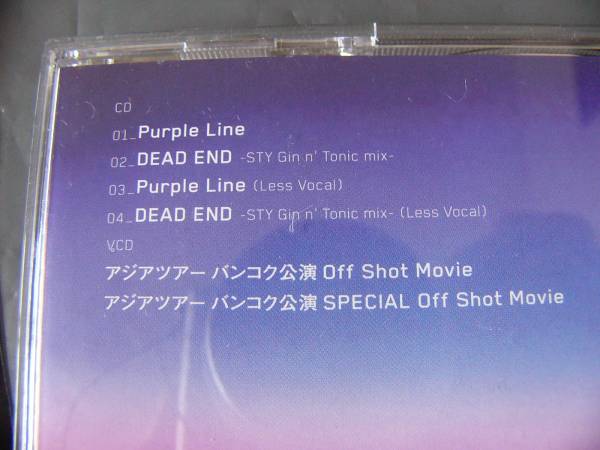 CD
01_Purple Line
02_DEAD END -STY Gin n' Tonic mix-
03_Purple Line (Less Vocal)
04_DEAD END -STY Gin n' Tonic mix- (Less Vocal)
VCD
アジアツアー バンコク公演 Off Shot Movie
アジアツアー バンコク公演 SPECIAL Off Shot Movie